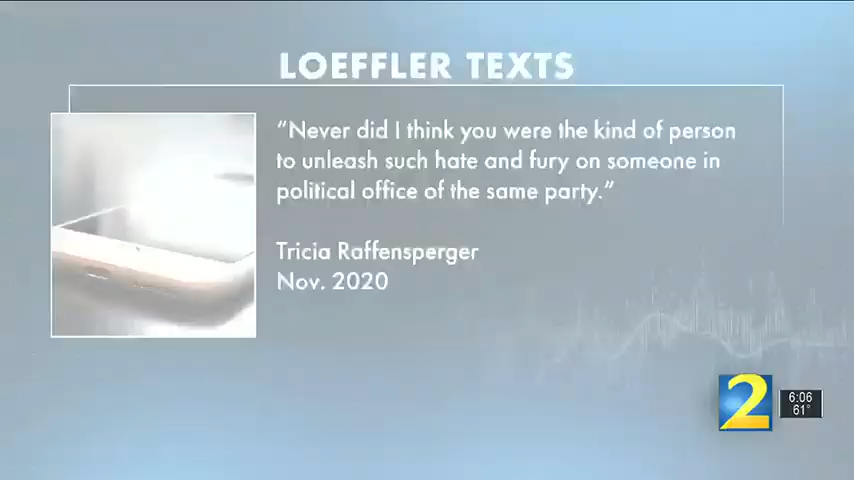 LOEFFLER TEXTS
“Never did I think you were the kind of person
to unleash such hate and fury on someone in
political office of the same party.”
Tricia Raffensperger
Nov. 2020
2
6:06
61°